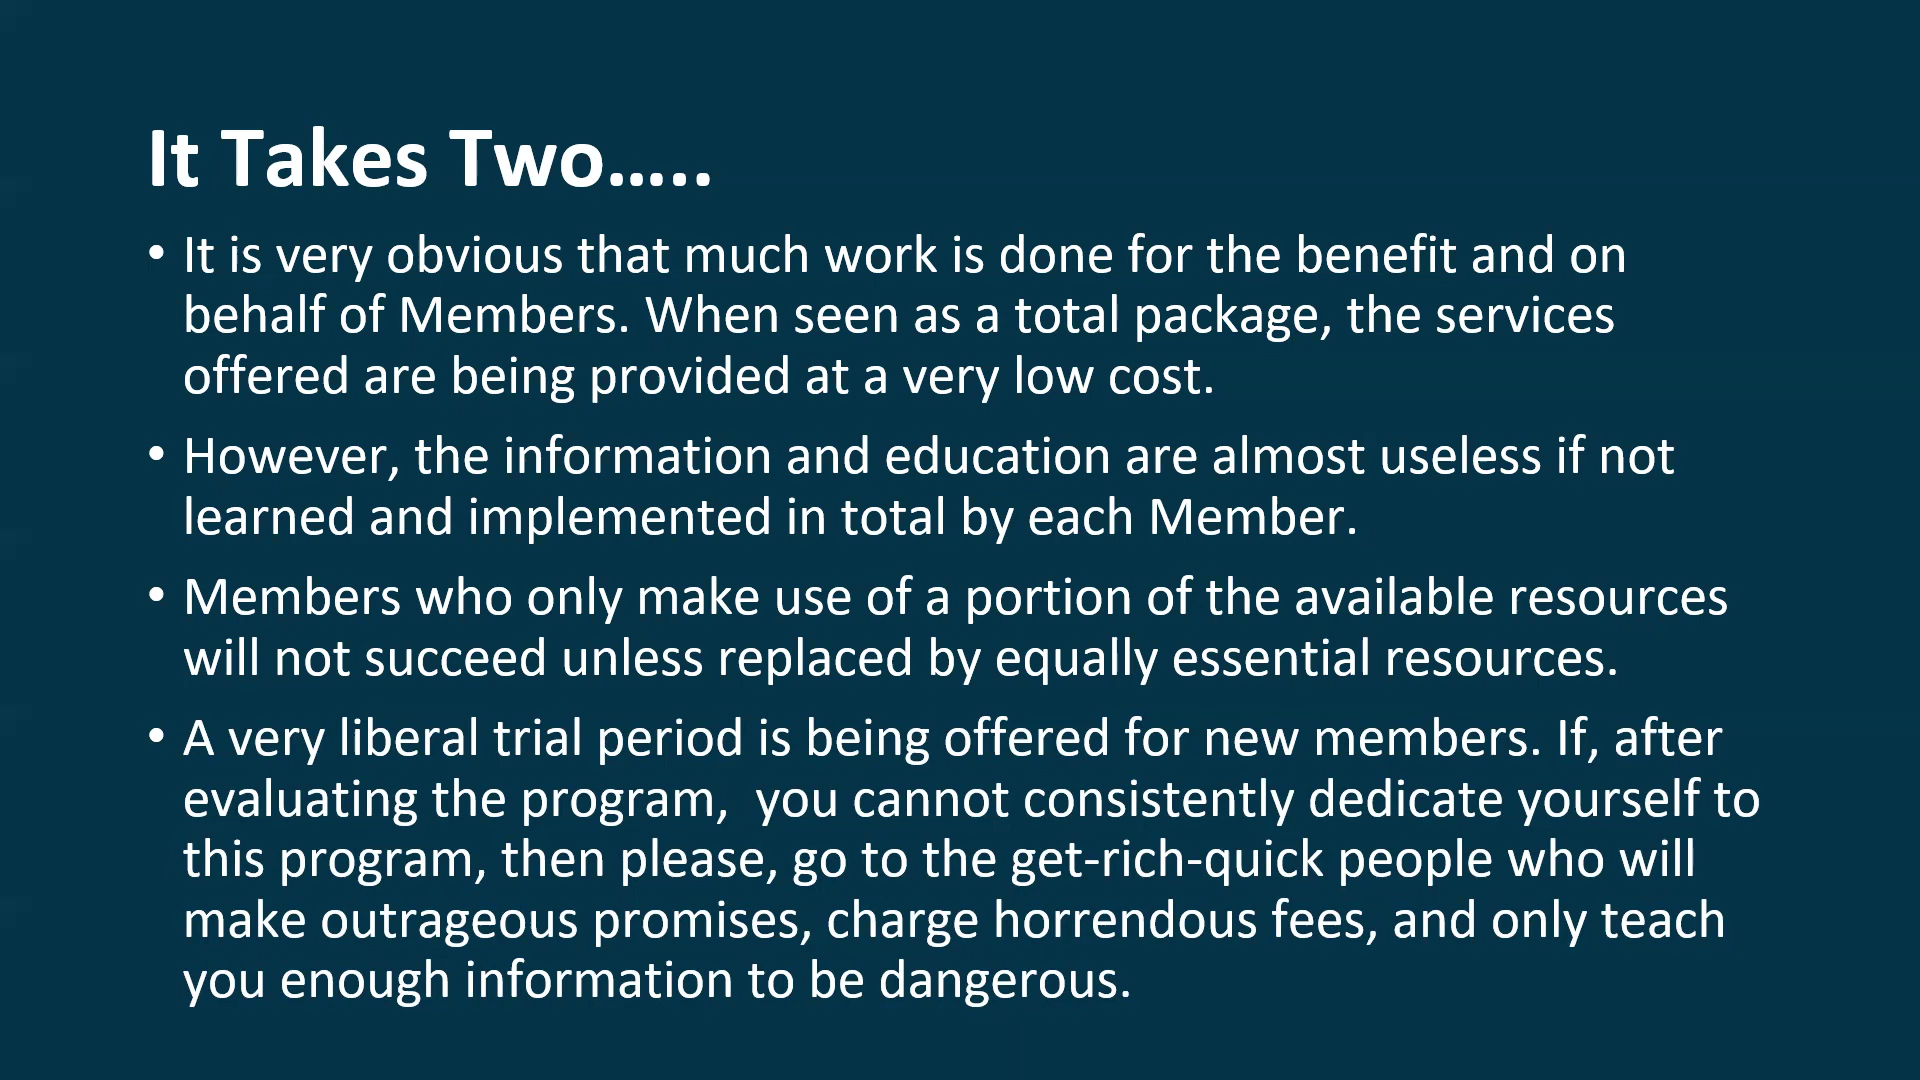 It Takes Two…..
• It is very obvious that much work is done for the benefit and on
behalf of Members. When seen as a total package, the services
offered are being provided at a very low cost.
• However, the information and education are almost useless if not
learned and implemented in total by each Member.
• Members who only make use of a portion of the available resources
will not succeed unless replaced by equally essential resources.
• A very liberal trial period is being offered for new members. If, after
evaluating the program,  you cannot consistently dedicate yourself to
this program, then please, go to the get-rich-quick people who will
make outrageous promises, charge horrendous fees, and only teach
you enough information to be dangerous.